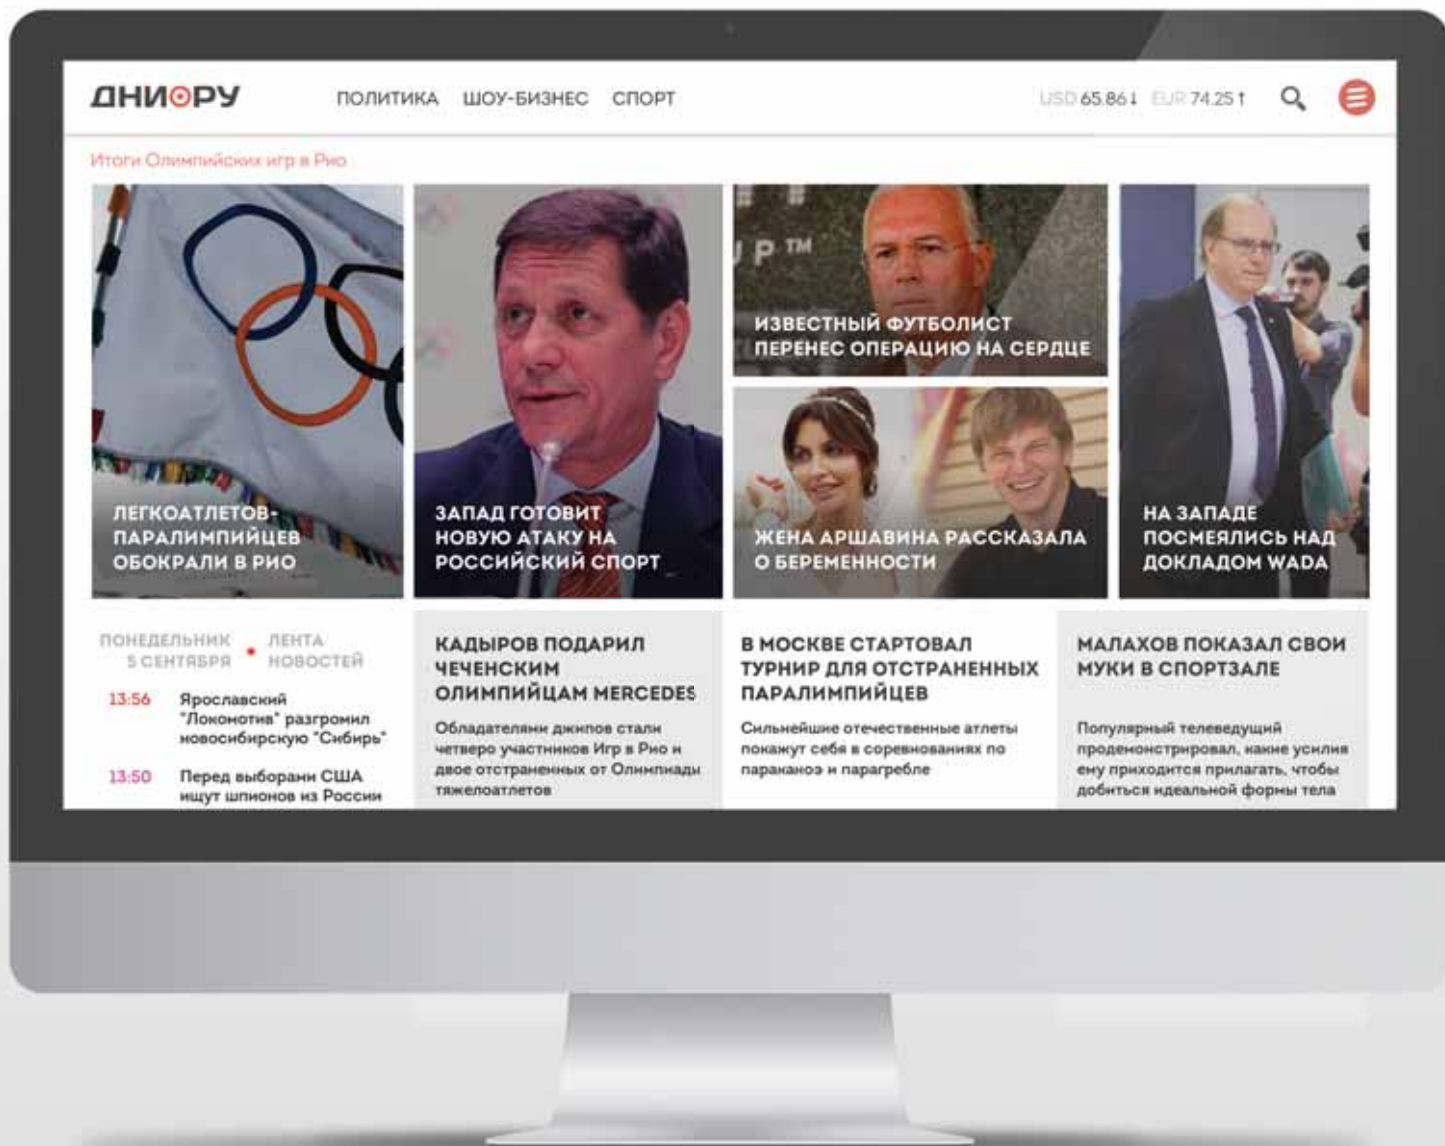 ДНИ РУ
ПОЛИТИКА ШОУ-БИЗНЕС СПОРТ
USD 65.86↓ EUR 74.25↑
Итоги Олимпийских игр в Рио
ЛЕГКОАТЛЕТОВ-
ПАРАЛИМПИЙЦЕВ
ОБОКРАЛИ В РИО
ЗАПАД ГОТОВИТ
НОВУЮ АТАКУ НА
РОССИЙСКИЙ СПОРТ
UP™
ИЗВЕСТНЫЙ ФУТБОЛИСТ
ПЕРЕНЕС ОПЕРАЦИЮ НА СЕРДЦЕ
ЖЕНА АРШАВИНА РАССКАЗАЛА
О БЕРЕМЕННОСТИ
НА ЗАПАДЕ
ПОСМЕЯЛИСЬ НАД
ДОКЛАДОМ WADA
ПОНЕДЕЛЬНИК
5 СЕНТЯБРЯ
ЛЕНТА
НОВОСТЕЙ
13:56 Ярославский
"Локомотив" разгромил
новосибирскую "Сибирь"
13:50 Перед выборами США
ищут шпионов из России
КАДЫРОВ ПОДАРИЛ
ЧЕЧЕНСКИМ
ОЛИМПИЙЦАМ MERCEDES
Обладателями джипов стали
четверо участников Игр в Рио и
двое отстраненных от Олимпиады
тяжелоатлетов
В МОСКВЕ СТАРТОВАЛ
ТУРНИР ДЛЯ ОТСТРАНЕННЫХ
ПАРАЛИМПИЙЦЕВ
Сильнейшие отечественные атлеты
покажут себя в соревнованиях по
параканоэ и парагребле
МАЛАХОВ ПОКАЗАЛ СВОИ
МУКИ В СПОРТЗАЛЕ
Популярный телеведущий
продемонстрировал, какие усилия
ему приходится прилагать, чтобы
добиться идеальной формы тела